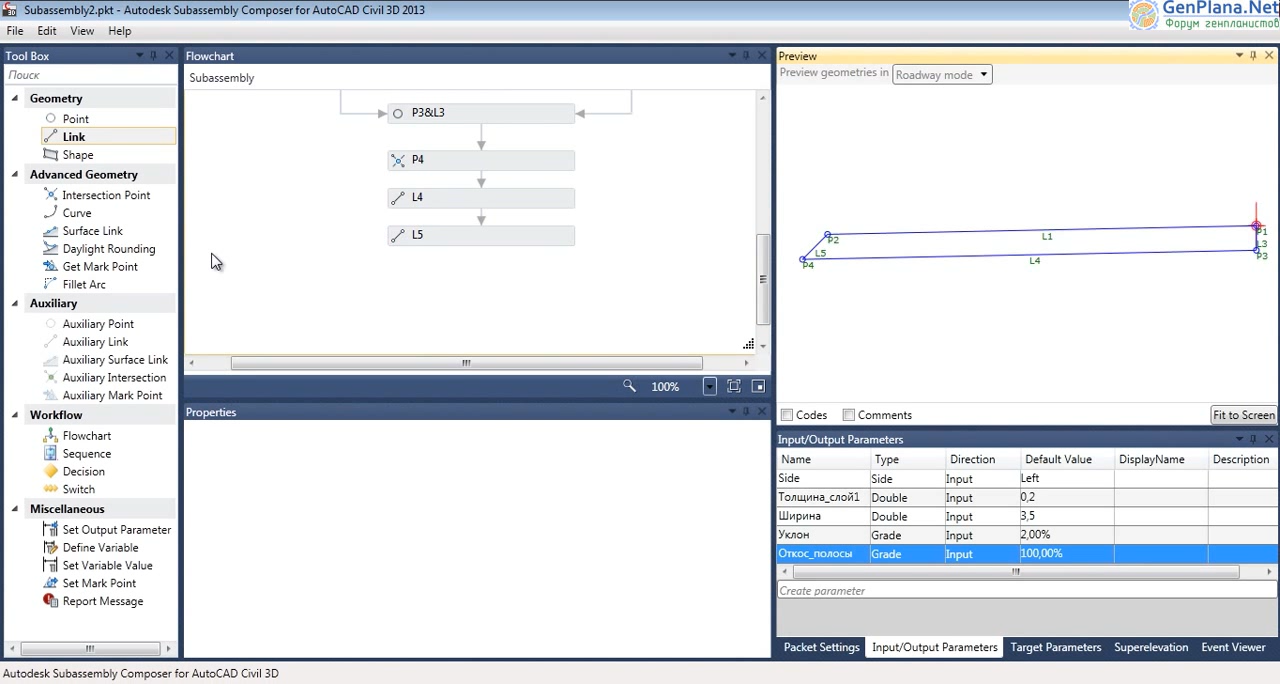 Subassembly2.pkt - Autodesk Subassembly Composer for AutoCAD Civil 3D 2013
GenPlana.Net
Форум генпланистов
File Edit View Help
Tool Box
Поиск
Geometry
Point
Link
Shape
Advanced Geometry
Intersection Point
Curve
Surface Link
Daylight Rounding
Get Mark Point
Fillet Arc
Auxiliary
Auxiliary Point
Auxiliary Link
Auxiliary Surface Link
Auxiliary Intersection
Auxiliary Mark Point
Workflow
Flowchart
Sequence
Decision
Switch
Miscellaneous
Set Output Parameter
Define Variable
Set Variable Value
Set Mark Point
Report Message
Flowchart
Subassembly
P3&L3
P4
L4
L5
100%
Properties
Preview
Preview geometries in Roadway mode
P1
P2
L1
L3
L5
P3
P4
L4
Codes Comments Fit to Screen
Input/Output Parameters
Name Type Direction Default Value DisplayName Description
Side Side Input Left
Толщина_слой1 Double Input 0,2
Ширина Double Input 3,5
Уклон Grade Input 2,00%
Откос_полосы Grade Input 100,00%
Create parameter
Packet Settings Input/Output Parameters Target Parameters Superelevation Event Viewer
Autodesk Subassembly Composer for AutoCAD Civil 3D